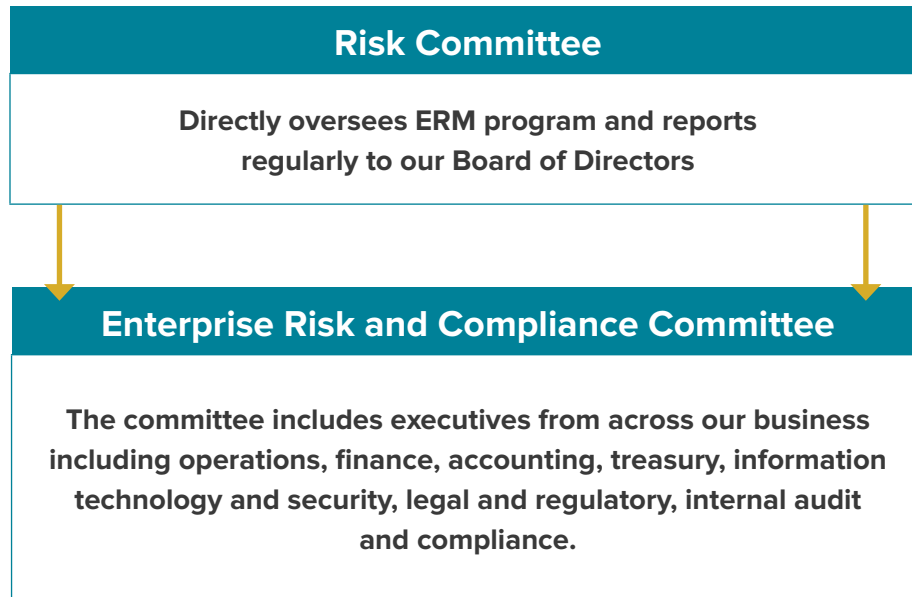 Risk Committee
Directly oversees ERM program and reports
regularly to our Board of Directors
Enterprise Risk and Compliance Committee
The committee includes executives from across our business
including operations, finance, accounting, treasury, information
technology and security, legal and regulatory, internal audit
and compliance.